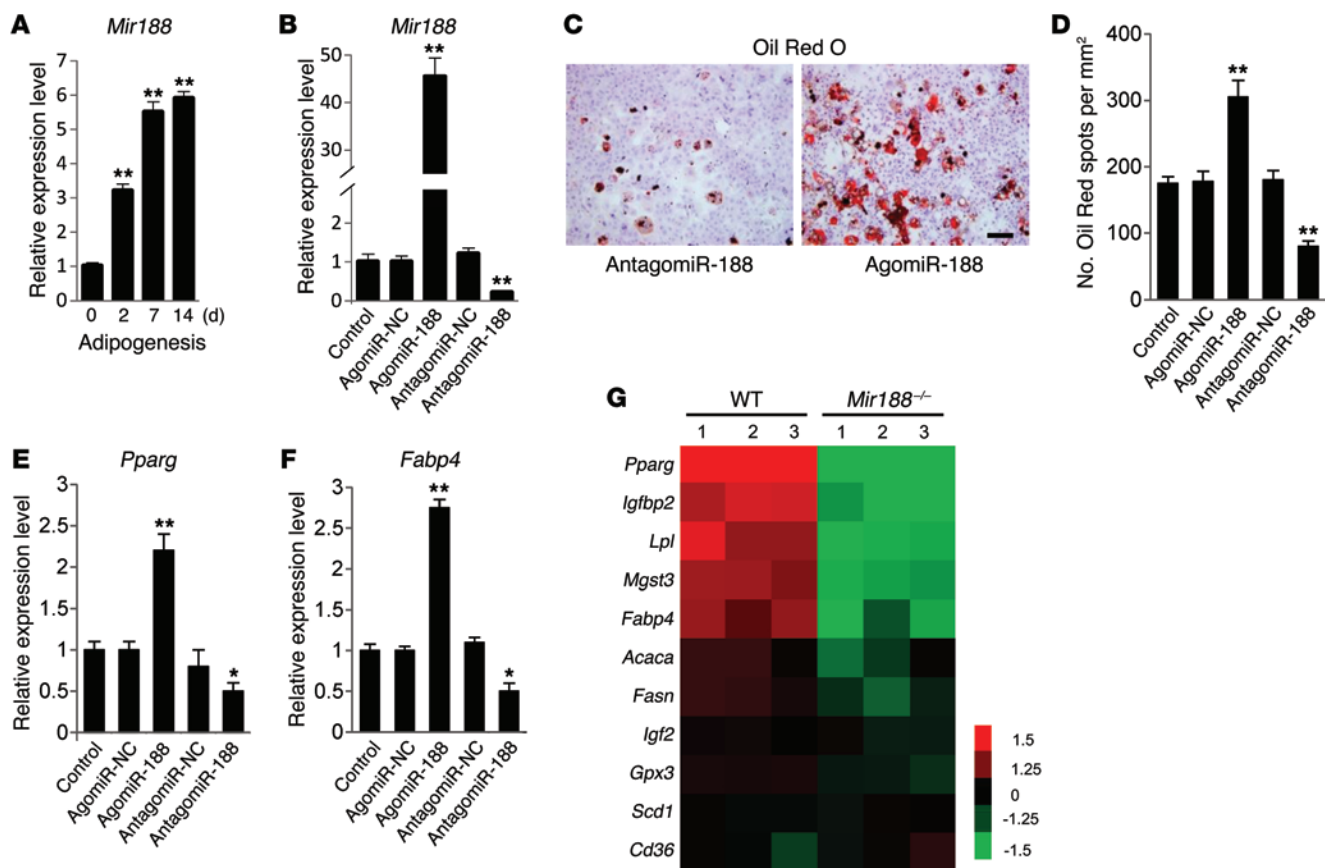 A
Mir188
Relative expression level
7
6
5
4
3
2
1
0
**
**
**
0 2 7 14 (d)
Adipogenesis
B
Mir188
Relative expression level
50
45
40
30
2
1
0
**
**
Control
AgomiR-NC
AgomiR-188
AntagomiR-NC
AntagomiR-188
C
Oil Red O
AntagomiR-188
AgomiR-188
D
No. Oil Red spots per mm²
400
300
200
100
0
**
**
Control
AgomiR-NC
AgomiR-188
AntagomiR-NC
AntagomiR-188
E
Pparg
Relative expression level
3
2.5
2
1.5
1
0.5
0
**
*
Control
AgomiR-NC
AgomiR-188
AntagomiR-NC
AntagomiR-188
F
Fabp4
Relative expression level
3
2.5
2
1.5
1
0.5
0
**
*
Control
AgomiR-NC
AgomiR-188
AntagomiR-NC
AntagomiR-188
G
WT Mir188–/–
1 2 3 1 2 3
Pparg
Igfbp2
Lpl
Mgst3
Fabp4
Acaca
Fasn
Igf2
Gpx3
Scd1
Cd36
1.5
1.25
0
-1.25
-1.5